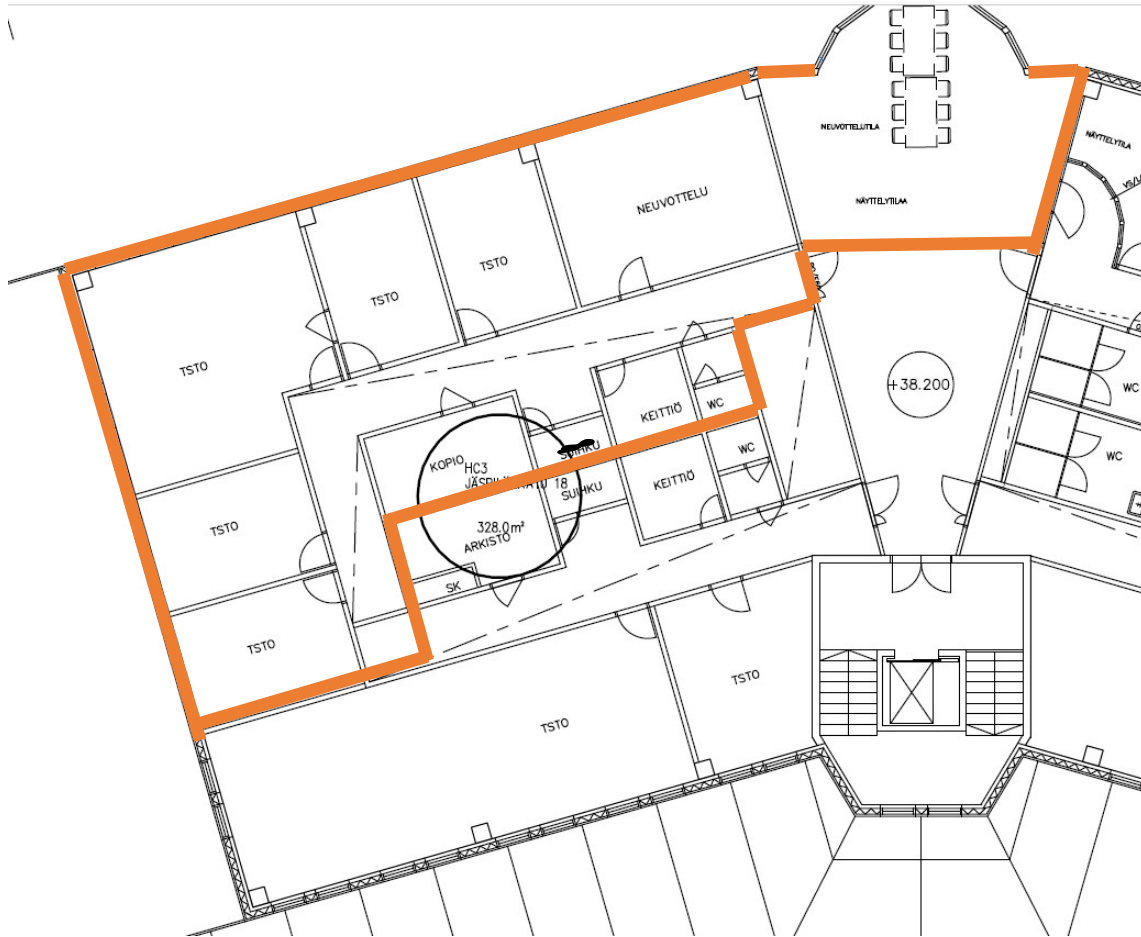 NEUVOTTELUTILA
NÄYTTELYTILA
VS/
NÄYTTELYTILAA
NEUVOTTELU
TSTO
TSTO
TSTO
+38.200
WC
KEITTIÖ
WC
KOPIO
SUIHKU
HC3
WC
WC
18
SUIHKU
KEITTIÖ
TSTO
328.0m²
ARKISTO
SK
TSTO
TSTO
TSTO